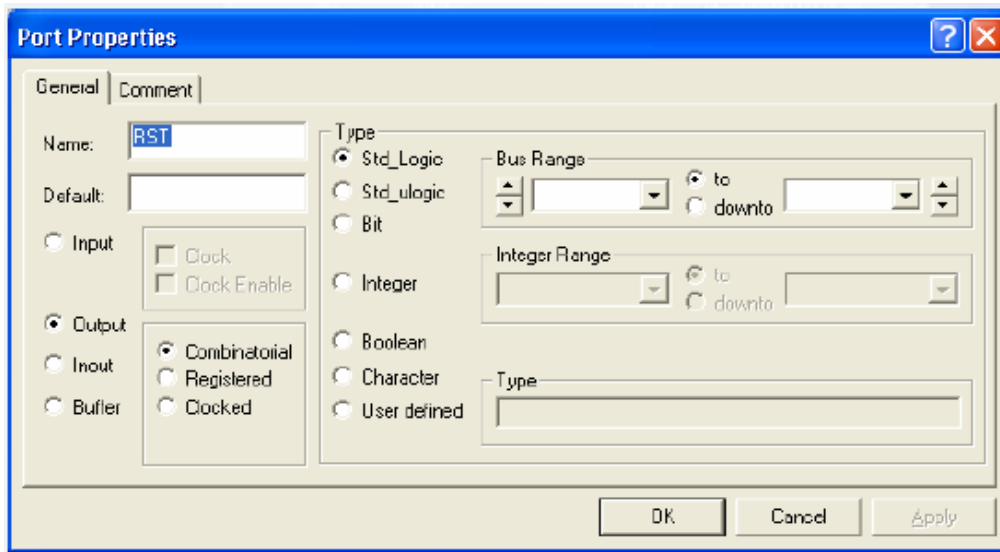 Port Properties
General
Comment
Name:
RST
Default:
Input
Clock
Clock Enable
Output
Inout
Buffer
Combinatorial
Registered
Clocked
Type
Std_Logic
Std_ulogic
Bit
Integer
Boolean
Character
User defined
Bus Range
to
downto
Integer Range
to
downto
Type
OK
Cancel
Apply